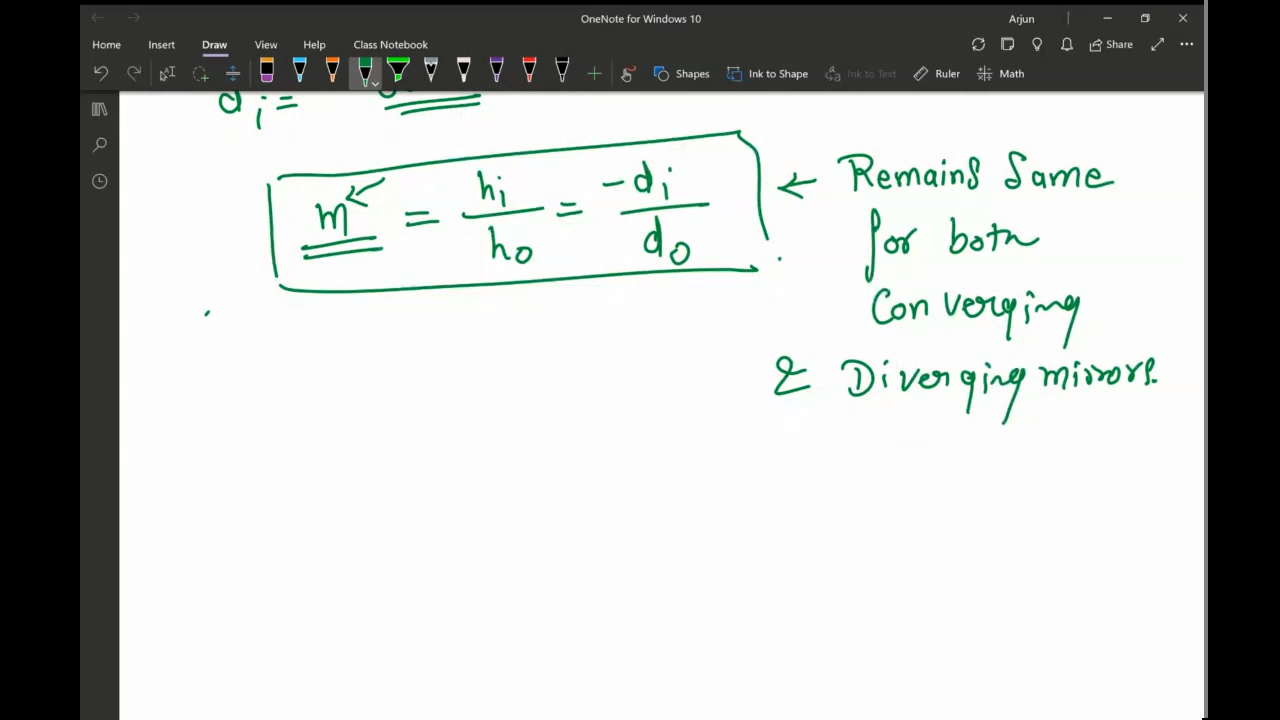 OneNote for Windows 10
Arjun
Home Insert Draw View Help Class Notebook
Share
Shapes Ink to Shape Ink to Text Ruler Math
di =
m = hi/ho = -di/do
← Remains Same
for both
Converging
& Diverging mirrors.